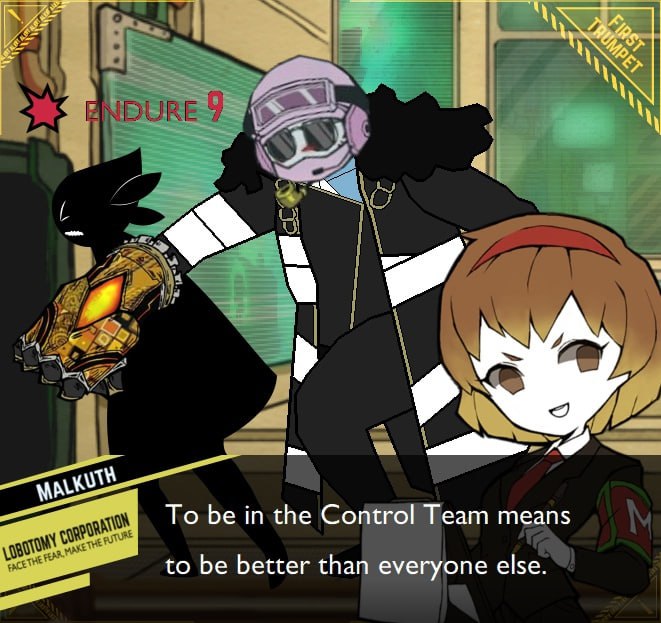 FIRST
TRUMPET
ENDURE 9
MALKUTH
LOBOTOMY CORPORATION
FACE THE FEAR, MAKE THE FUTURE
M
To be in the Control Team means
to be better than everyone else.